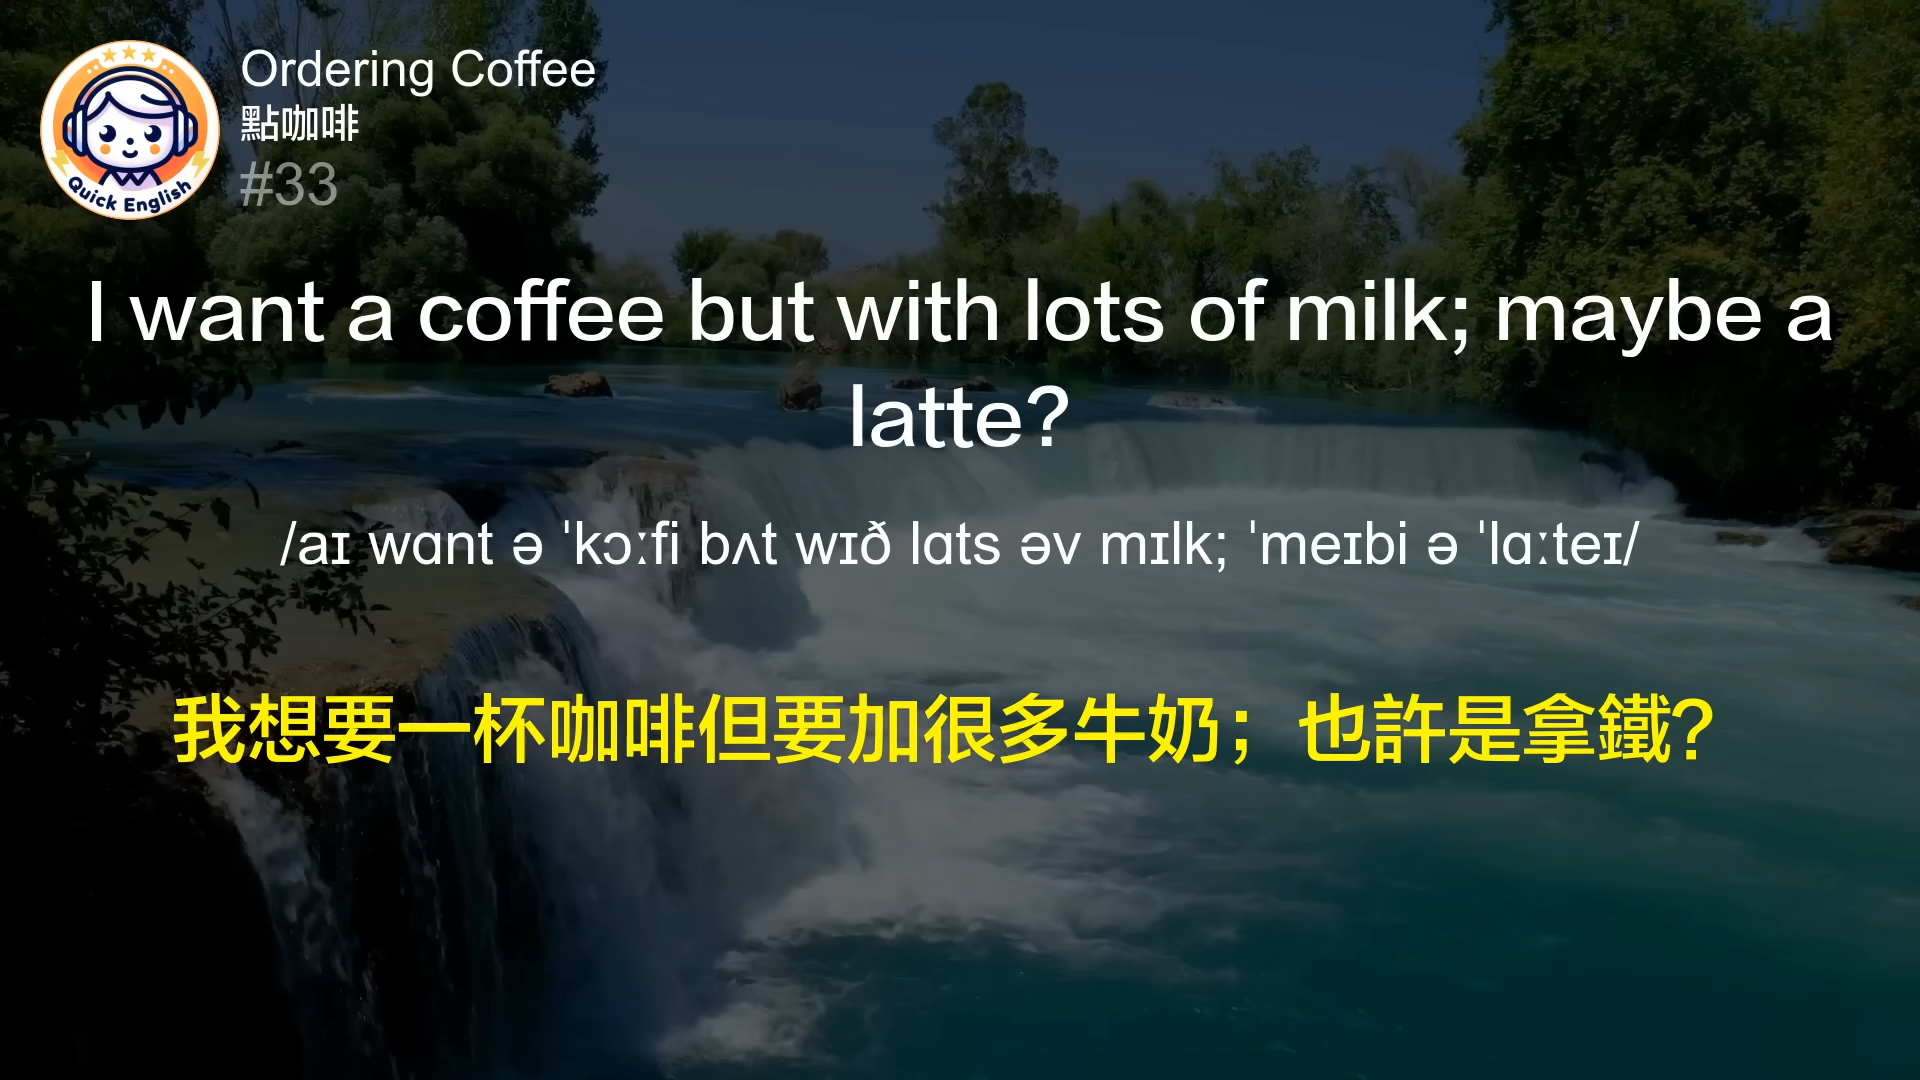 Ordering Coffee
點咖啡
#33
Quick English
I want a coffee but with lots of milk; maybe a
latte?
/aɪ wɑnt ə ˈkɔːfi bʌt wɪð lɑts əv mɪlk; ˈmeɪbi ə ˈlɑːteɪ/
我想要一杯咖啡但要加很多牛奶；也許是拿鐵？